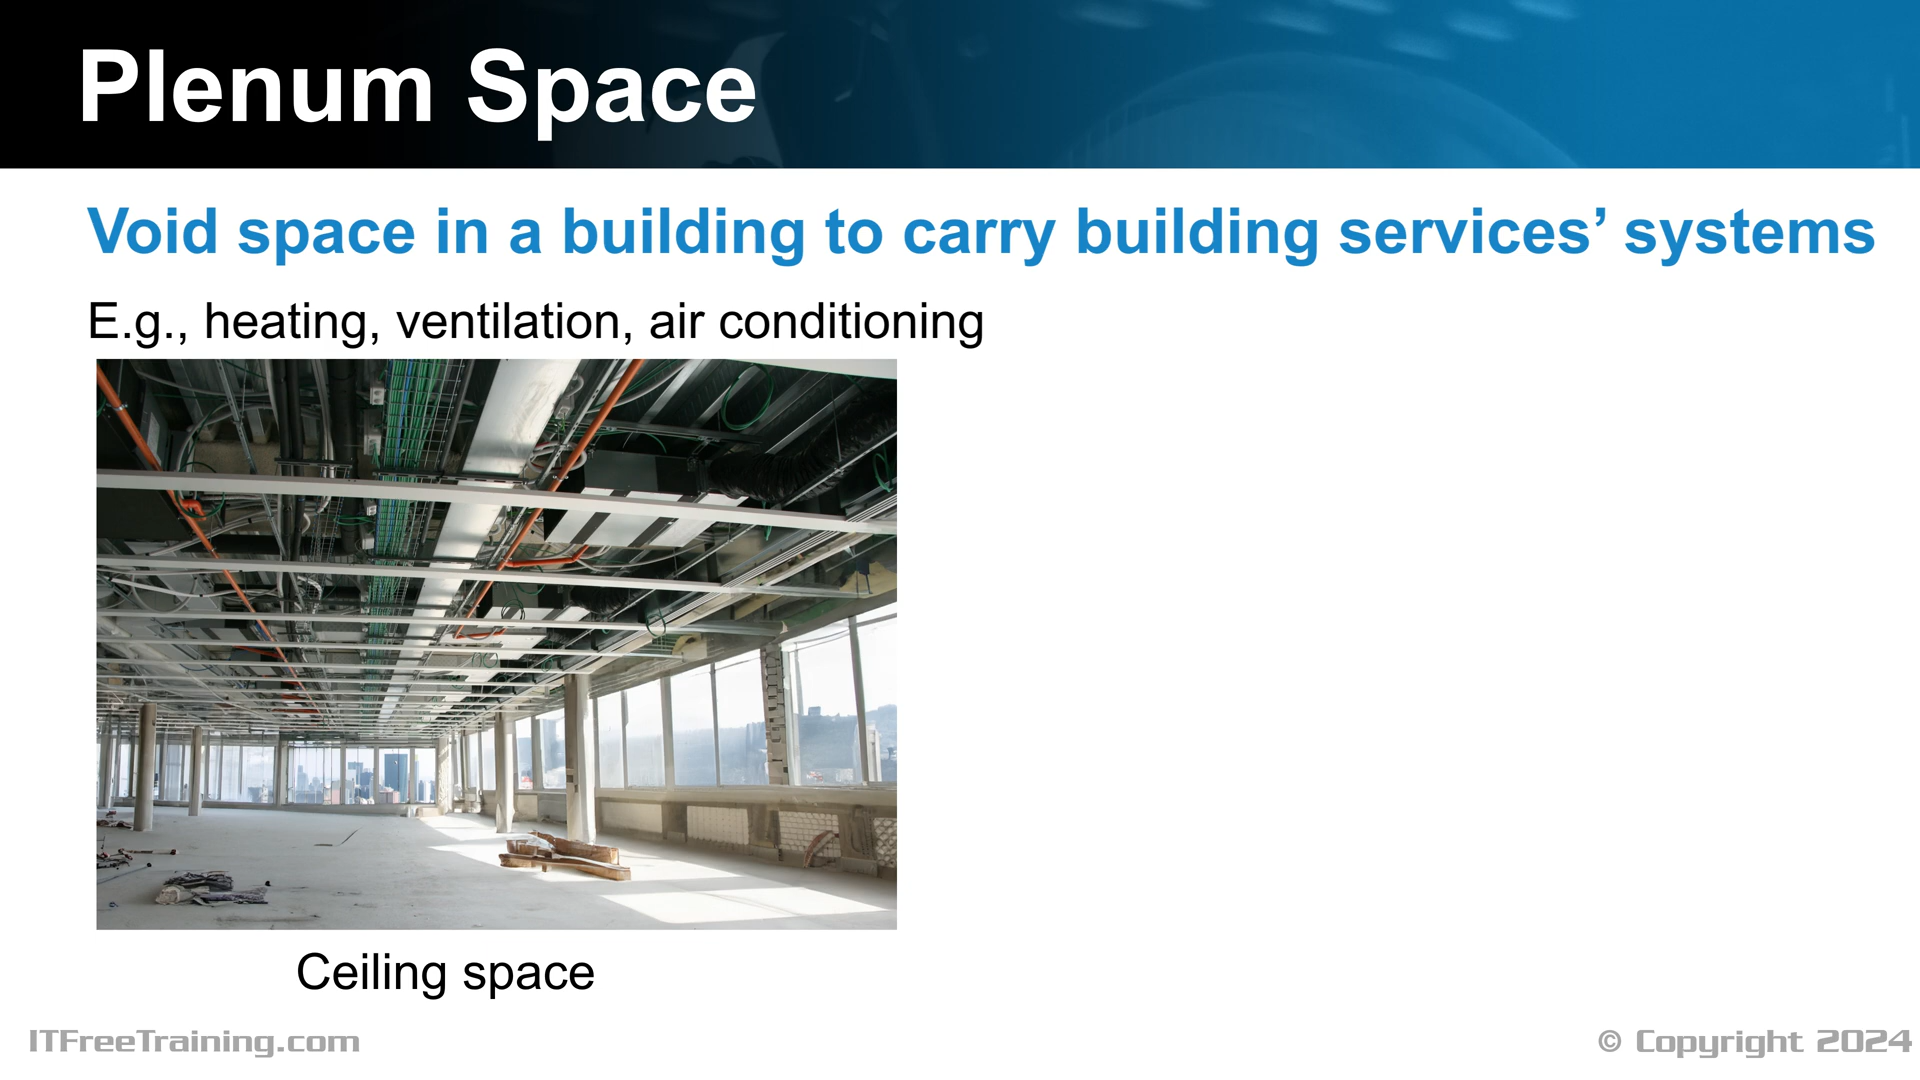 Plenum Space
Void space in a building to carry building services’ systems
E.g., heating, ventilation, air conditioning
Ceiling space
ITFreeTraining.com
© Copyright 2024